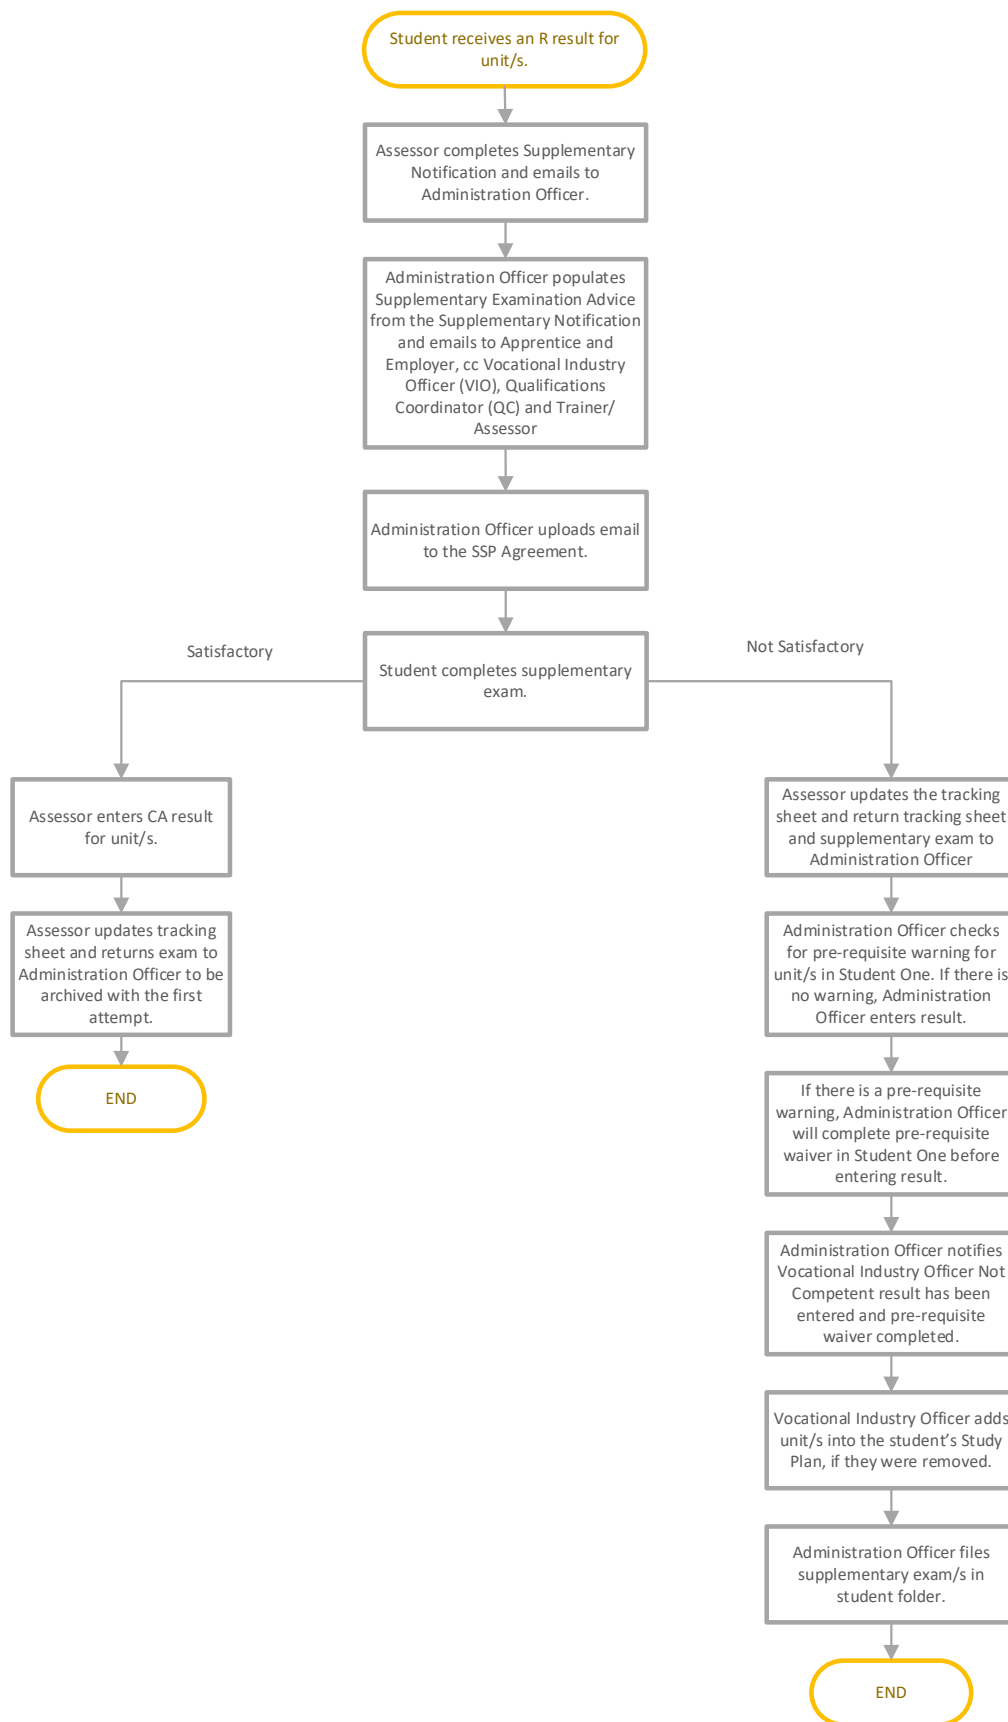 Student receives an R result for
unit/s.
Assessor completes Supplementary
Notification and emails to
Administration Officer.
Administration Officer populates
Supplementary Examination Advice
from the Supplementary Notification
and emails to Apprentice and
Employer, cc Vocational Industry
Officer (VIO), Qualifications
Coordinator (QC) and Trainer/
Assessor
Administration Officer uploads email
to the SSP Agreement.
Student completes supplementary
exam.
Satisfactory
Assessor enters CA result
for unit/s.
Assessor updates tracking
sheet and returns exam to
Administration Officer to be
archived with the first
attempt.
END
Not Satisfactory
Assessor updates the tracking
sheet and return tracking sheet
and supplementary exam to
Administration Officer
Administration Officer checks
for pre-requisite warning for
unit/s in Student One. If there is
no warning, Administration
Officer enters result.
If there is a pre-requisite
warning, Administration Officer
will complete pre-requisite
waiver in Student One before
entering result.
Administration Officer notifies
Vocational Industry Officer Not
Competent result has been
entered and pre-requisite
waiver completed.
Vocational Industry Officer adds
unit/s into the student’s Study
Plan, if they were removed.
Administration Officer files
supplementary exam/s in
student folder.
END